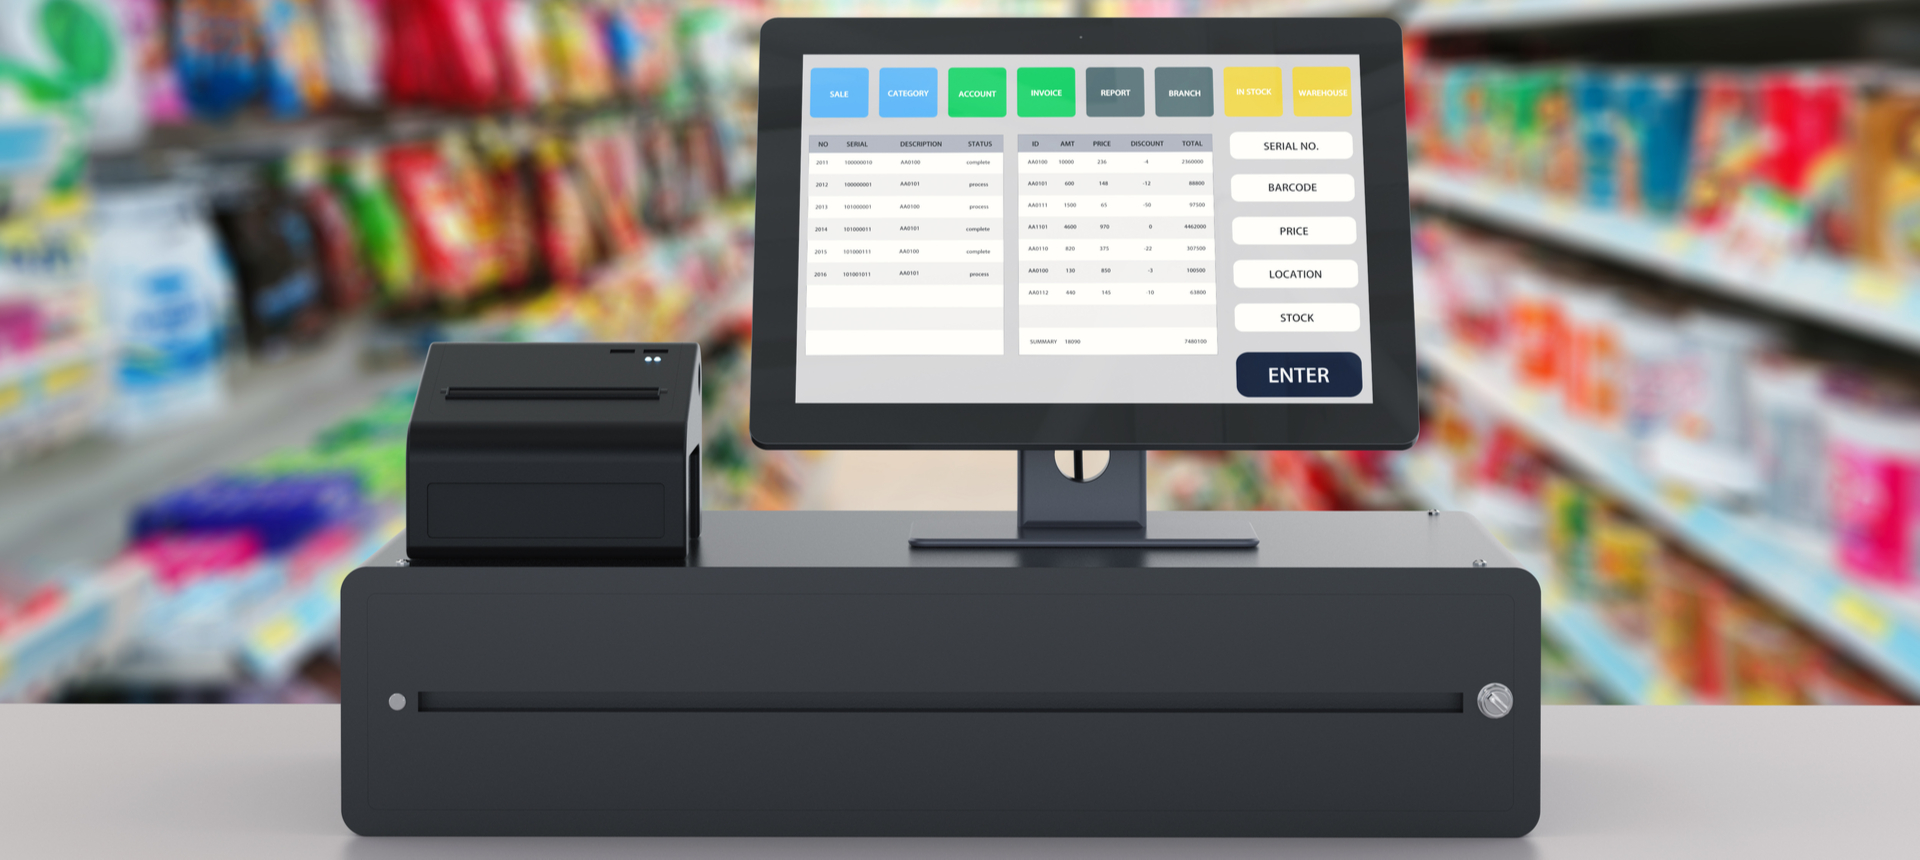 SALE CATEGORY ACCOUNT INVOICE REPORT BRANCH IN STOCK WAREHOUSE
NO SERIAL DESCRIPTION STATUS
2011 100000010 AA0100 complete
2012 100000001 AA0101 process
2013 101000001 AA0100 process
2014 101000011 AA0101 complete
2015 101000111 AA0100 complete
2016 101001011 AA0101 process
ID AMT PRICE DISCOUNT TOTAL
AA0100 10000 236 -4 2360000
AA0101 600 148 -12 88800
AA0111 1500 65 -50 97500
AA1101 4600 970 0 4462000
AA0110 820 375 -22 307500
AA0100 130 850 -3 100500
AA0112 440 145 -10 63800
SUMMARY 18090 7480100
SERIAL NO.
BARCODE
PRICE
LOCATION
STOCK
ENTER